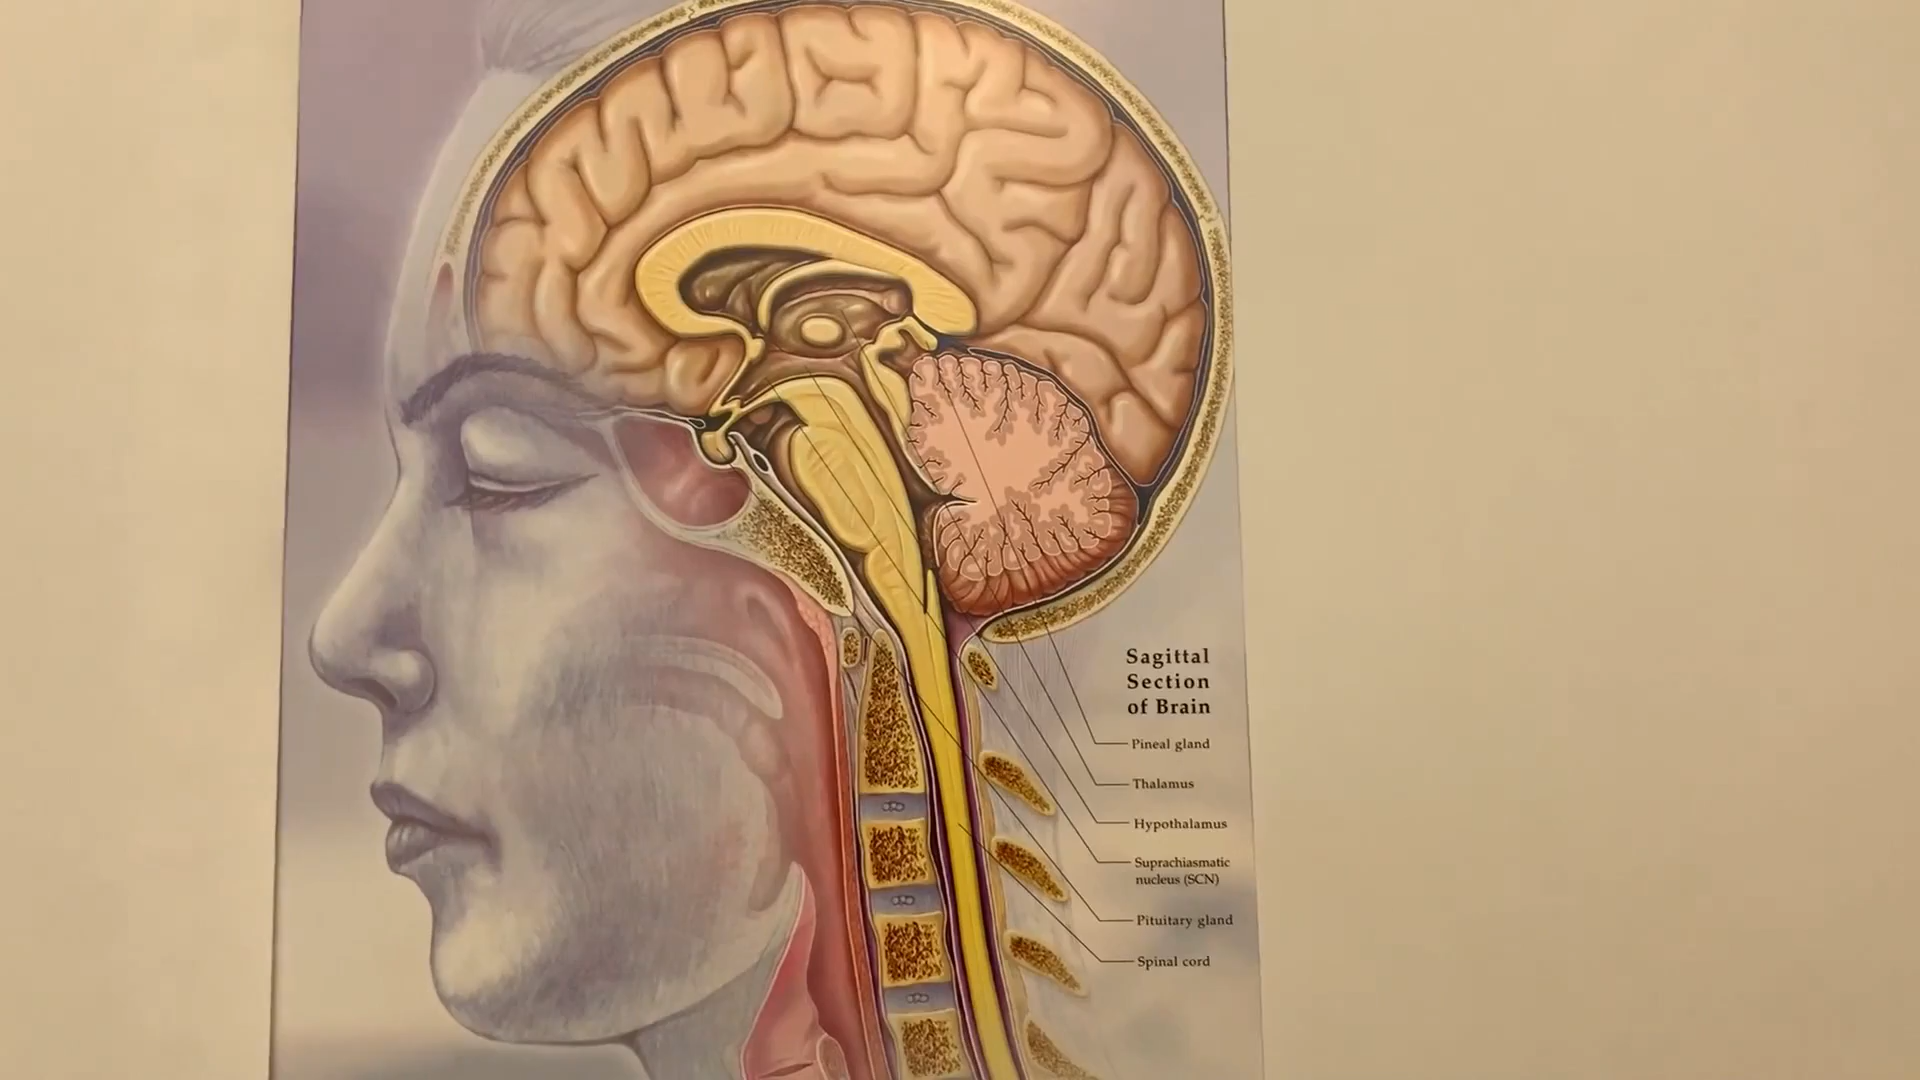 Sagittal
Section
of Brain
Pineal gland
Thalamus
Hypothalamus
Suprachiasmatic
nucleus (SCN)
Pituitary gland
Spinal cord